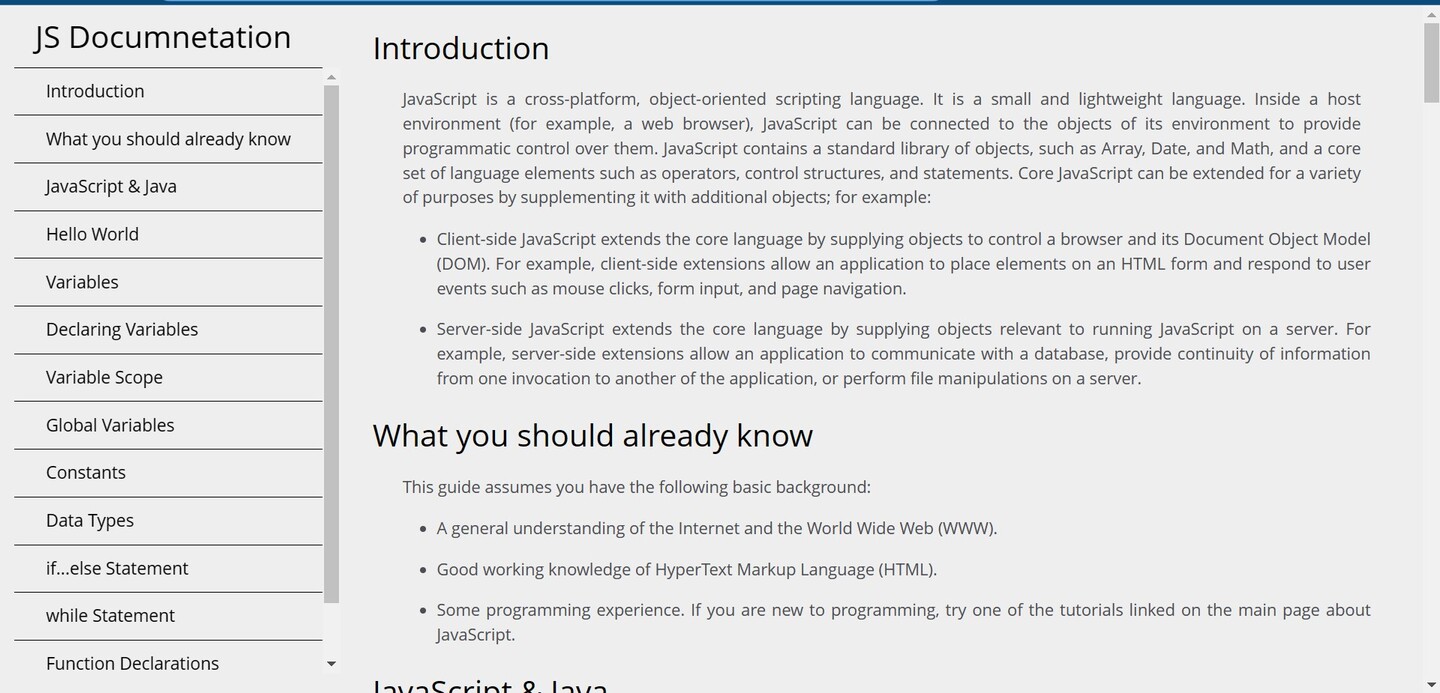 JS Documnetation
Introduction
What you should already know
JavaScript & Java
Hello World
Variables
Declaring Variables
Variable Scope
Global Variables
Constants
Data Types
if...else Statement
while Statement
Function Declarations
Introduction
JavaScript is a cross-platform, object-oriented scripting language. It is a small and lightweight language. Inside a host
environment (for example, a web browser), JavaScript can be connected to the objects of its environment to provide
programmatic control over them. JavaScript contains a standard library of objects, such as Array, Date, and Math, and a core
set of language elements such as operators, control structures, and statements. Core JavaScript can be extended for a variety
of purposes by supplementing it with additional objects; for example:
• Client-side JavaScript extends the core language by supplying objects to control a browser and its Document Object Model
(DOM). For example, client-side extensions allow an application to place elements on an HTML form and respond to user
events such as mouse clicks, form input, and page navigation.
• Server-side JavaScript extends the core language by supplying objects relevant to running JavaScript on a server. For
example, server-side extensions allow an application to communicate with a database, provide continuity of information
from one invocation to another of the application, or perform file manipulations on a server.
What you should already know
This guide assumes you have the following basic background:
• A general understanding of the Internet and the World Wide Web (WWW).
• Good working knowledge of HyperText Markup Language (HTML).
• Some programming experience. If you are new to programming, try one of the tutorials linked on the main page about
JavaScript.
JavaScript & Java